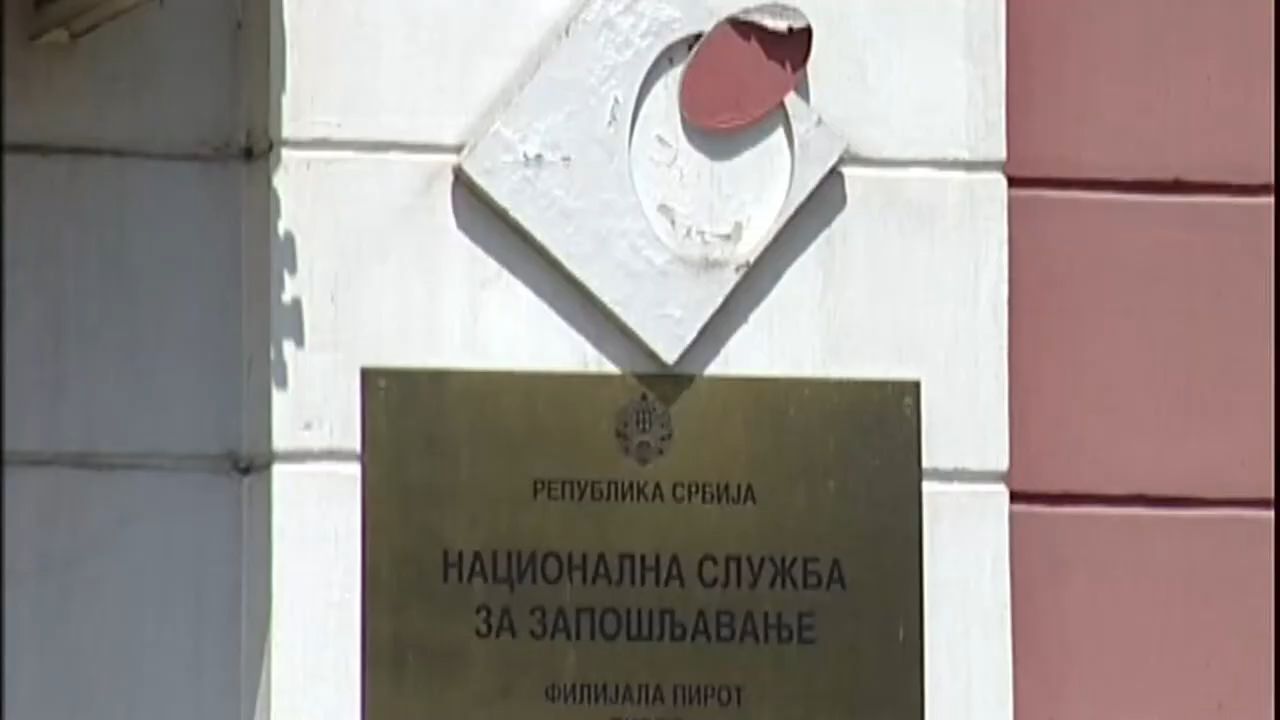 РЕПУБЛИКА СРБИЈА
НАЦИОНАЛНА СЛУЖБА
ЗА ЗАПОШЉАВАЊЕ
ФИЛИЈАЛА ПИРОТ